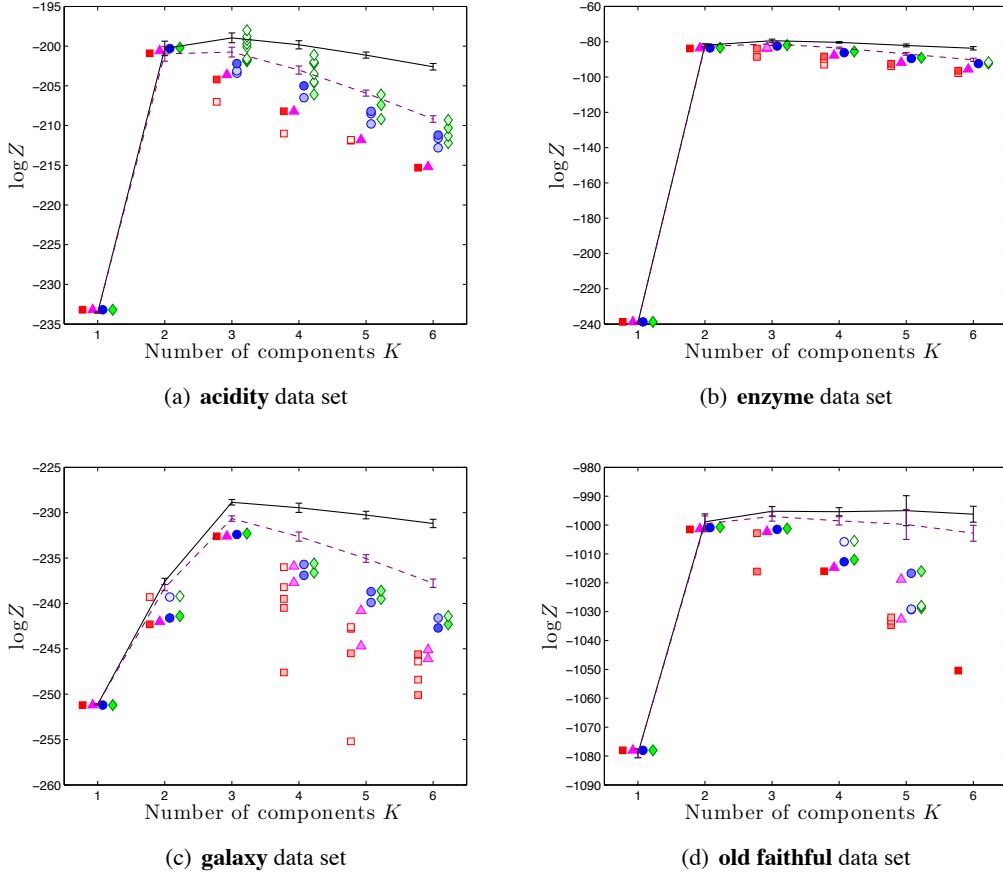 −195
−200
−205
−210
−215
−220
−225
−230
−235
log Z
1 2 3 4 5 6
Number of components K
(a) acidity data set
−60
−80
−100
−120
−140
−160
−180
−200
−220
−240
log Z
1 2 3 4 5 6
Number of components K
(b) enzyme data set
−225
−230
−235
−240
−245
−250
−255
−260
log Z
1 2 3 4 5 6
Number of components K
(c) galaxy data set
−980
−990
−1000
−1010
−1020
−1030
−1040
−1050
−1060
−1070
−1080
−1090
log Z
1 2 3 4 5 6
Number of components K
(d) old faithful data set